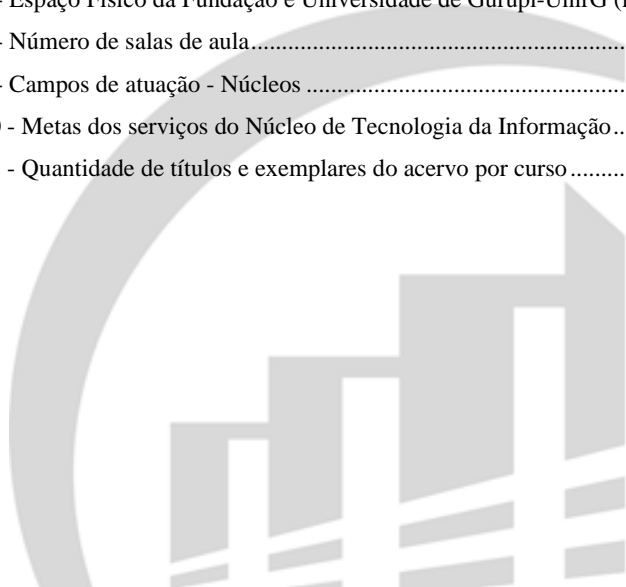 - Espaço Físico da Fundação e Universidade de Gurupi-UnirG (
- Número de salas de aula..........................................................................
- Campos de atuação - Núcleos ...............................................................
- Metas dos serviços do Núcleo de Tecnologia da Informação..
- Quantidade de títulos e exemplares do acervo por curso .........